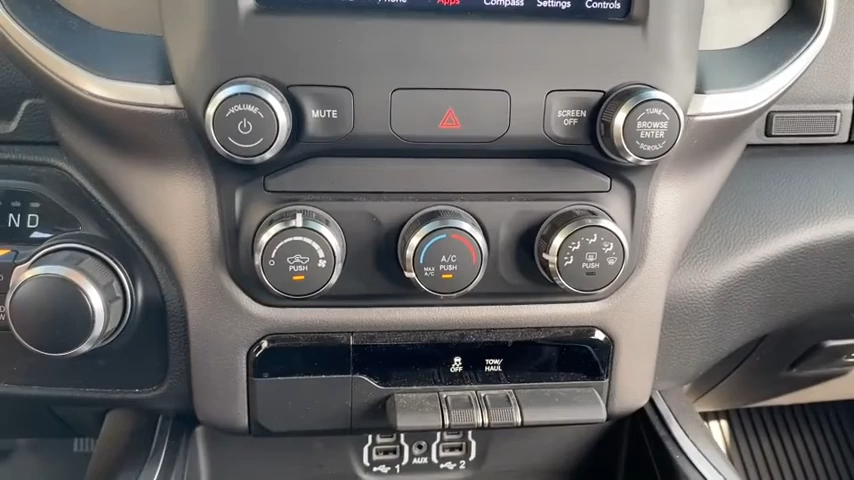 Apps
Compass
Settings
Controls
VOLUME
MUTE
SCREEN
OFF
TUNE
BROWSE
ENTER
SCROLL
N D
PUSH
A/C
MAX
A/C
PUSH
PUSH
OFF
TOW/
HAUL
1
AUX
2